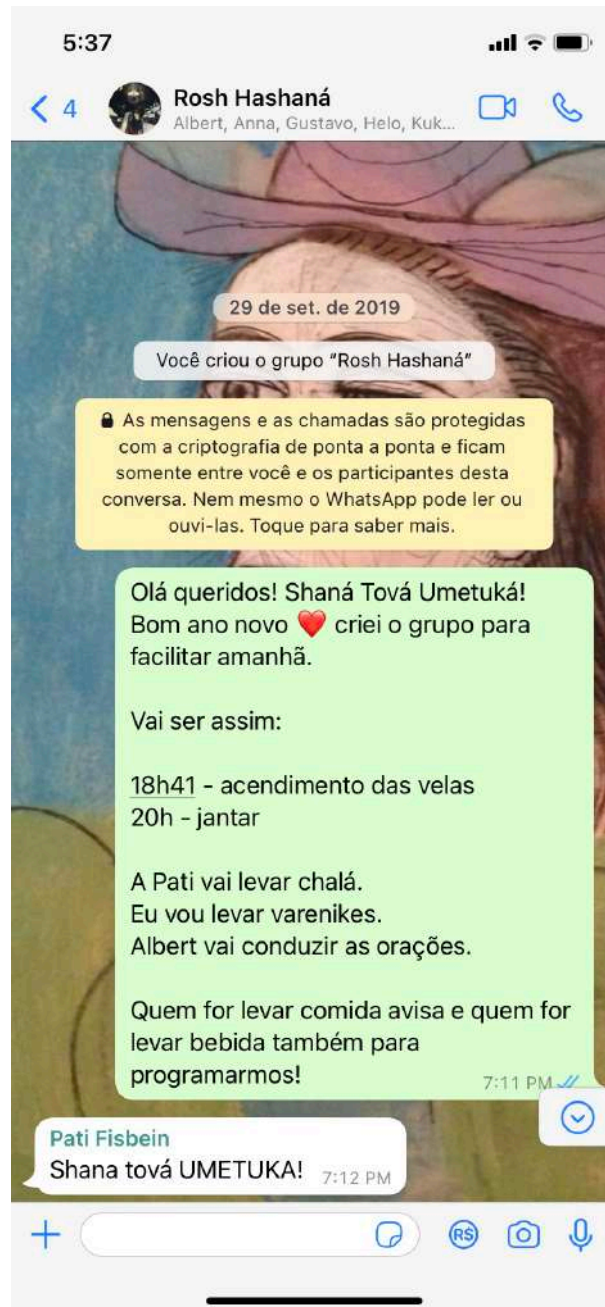 5:37
4
Rosh Hashaná
Albert, Anna, Gustavo, Helo, Kuk...
29 de set. de 2019
Você criou o grupo “Rosh Hashaná”
As mensagens e as chamadas são protegidas
com a criptografia de ponta a ponta e ficam
somente entre você e os participantes desta
conversa. Nem mesmo o WhatsApp pode ler ou
ouvi-las. Toque para saber mais.
Olá queridos! Shaná Tová Umetuká!
Bom ano novo ❤️ criei o grupo para
facilitar amanhã.
Vai ser assim:
18h41 - acendimento das velas
20h - jantar
A Pati vai levar chalá.
Eu vou levar varenikes.
Albert vai conduzir as orações.
Quem for levar comida avisa e quem for
levar bebida também para
programarmos!
7:11 PM
Pati Fisbein
Shana tová UMETUKA!
7:12 PM
R$